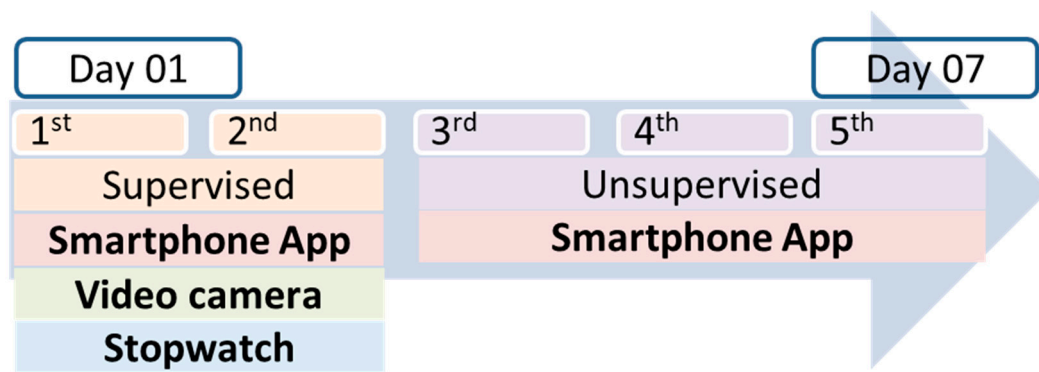 Day 01
Day 07
1st
2nd
3rd
4th
5th
Supervised
Unsupervised
Smartphone App
Smartphone App
Video camera
Stopwatch